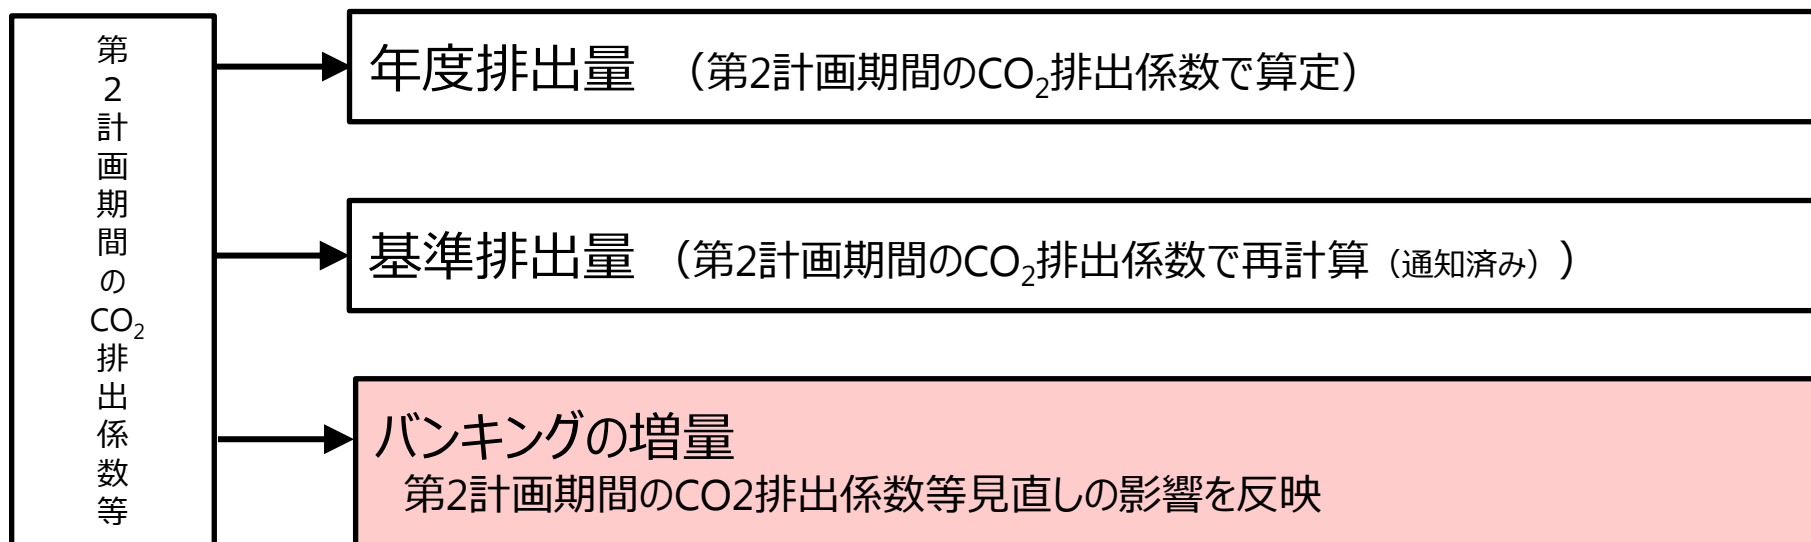 第2計画期間のCO₂排出係数等
年度排出量 （第2計画期間のCO₂排出係数で算定）
基準排出量 （第2計画期間のCO₂排出係数で再計算（通知済み））
バンキングの増量
第2計画期間のCO2排出係数等見直しの影響を反映